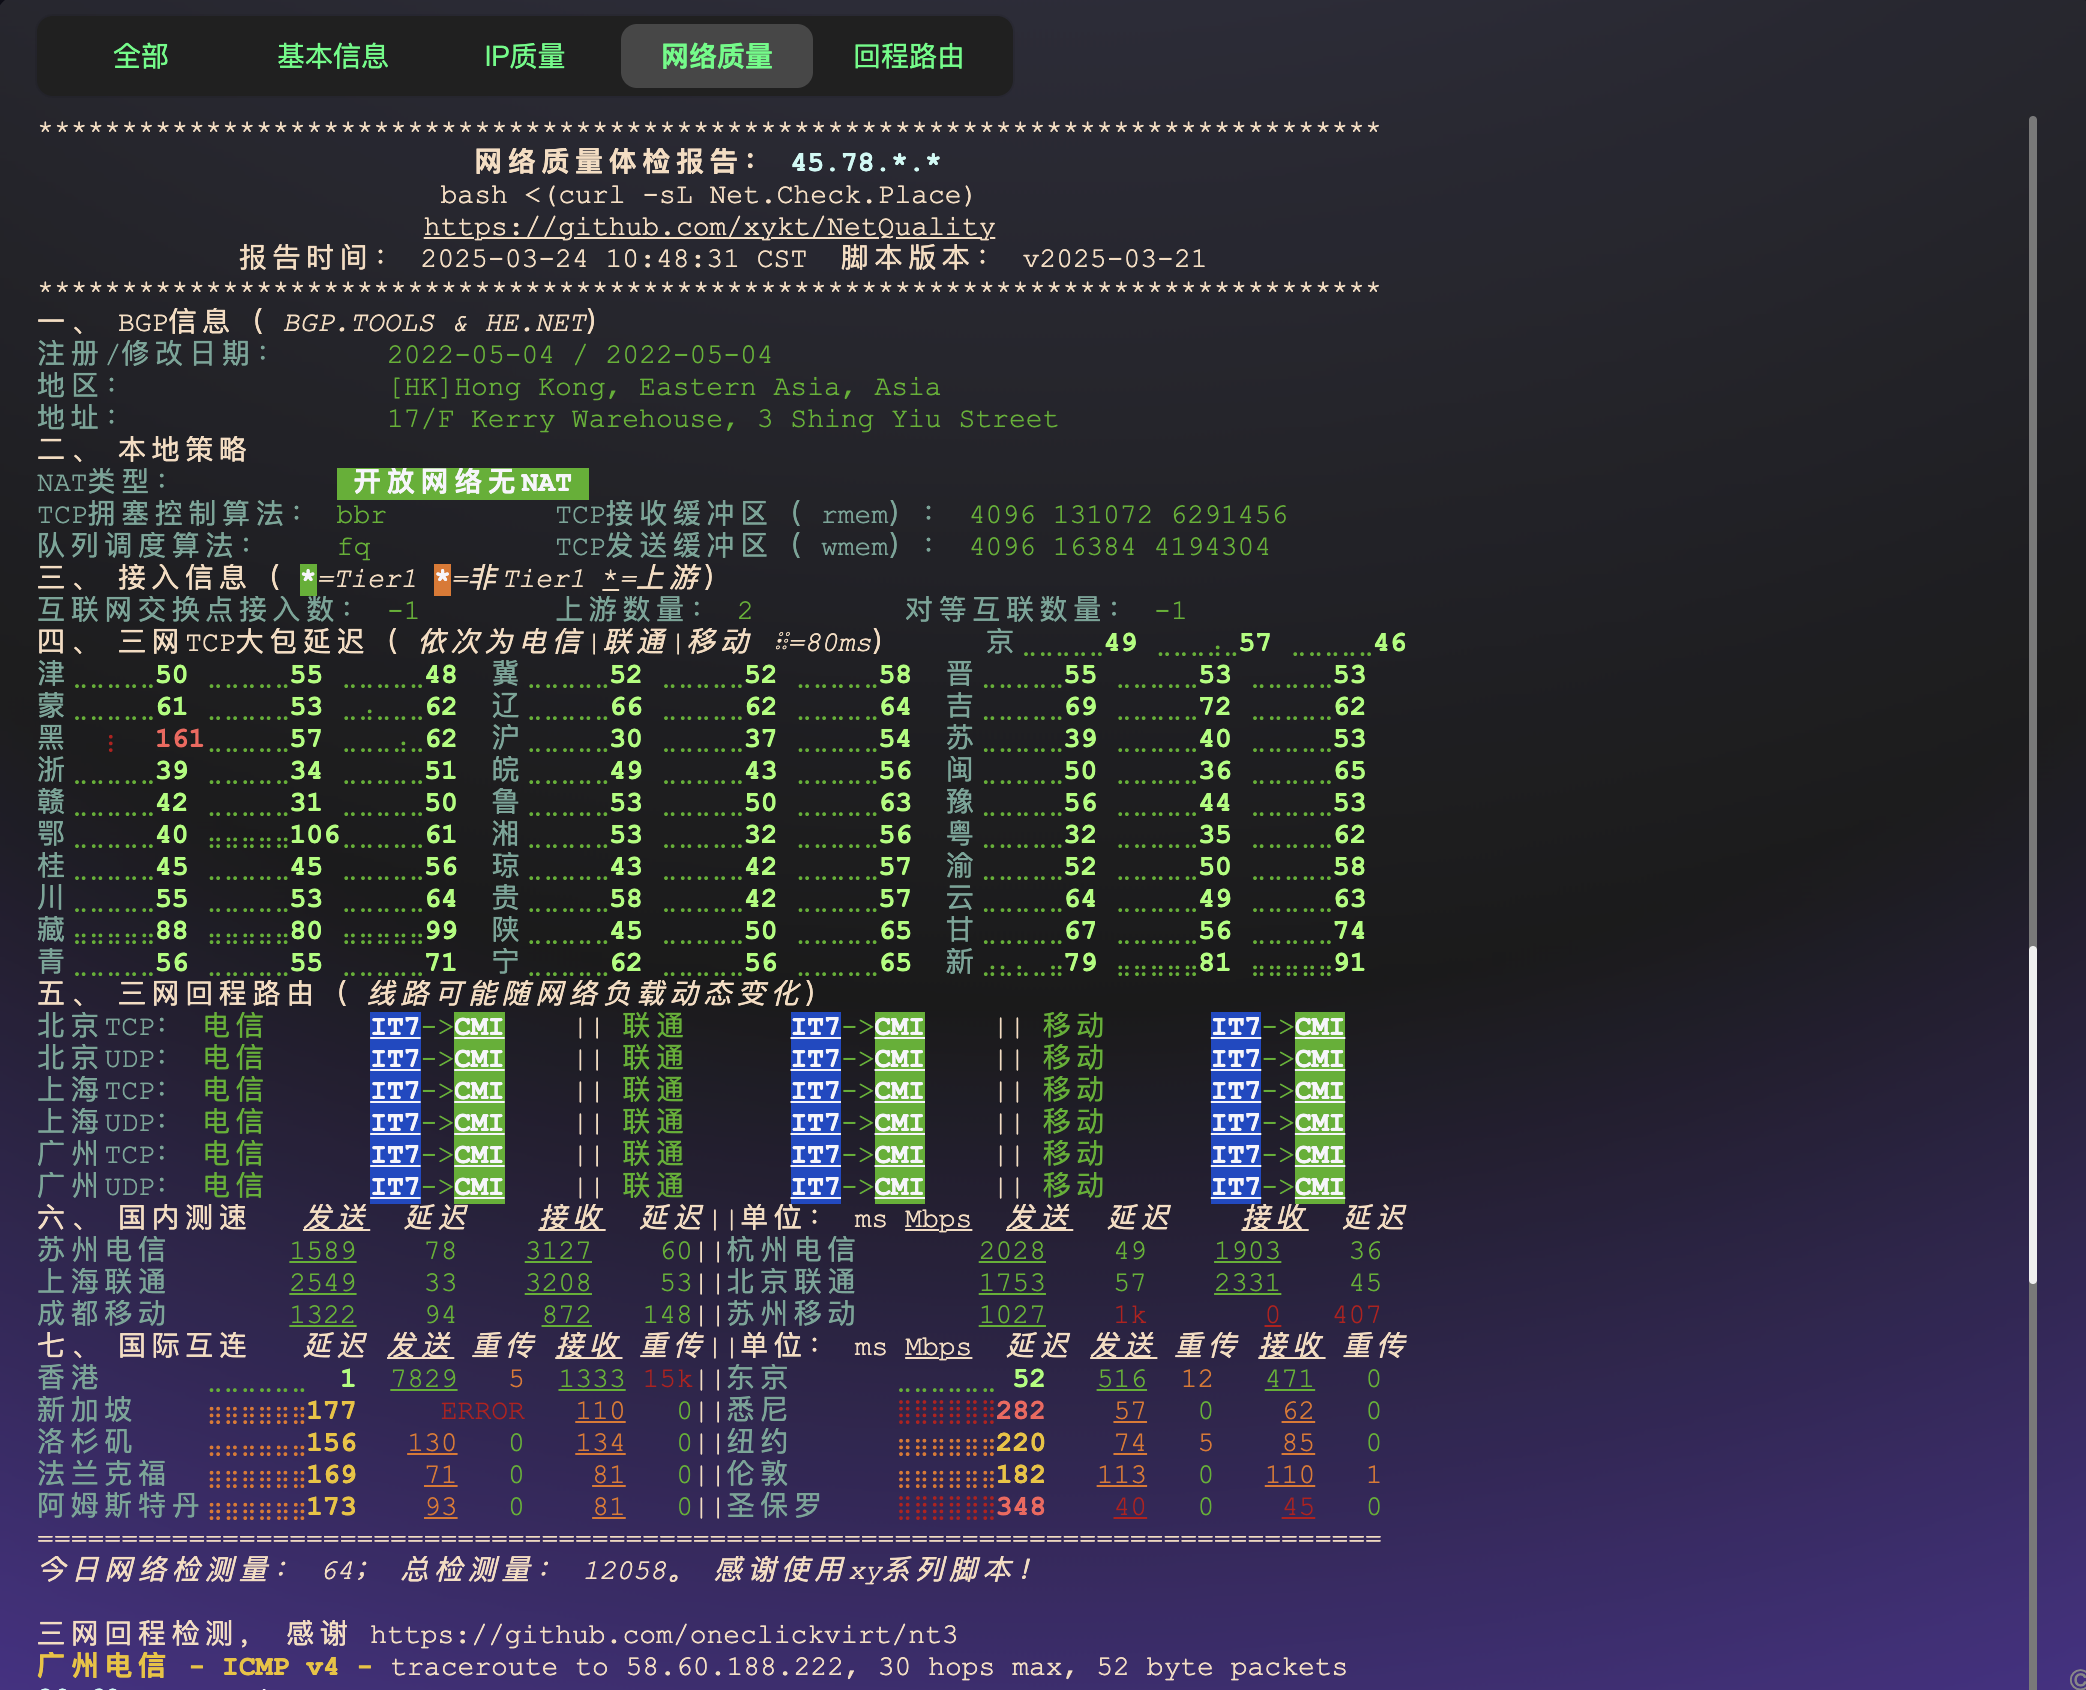 全部 基本信息 IP质量 网络质量 回程路由
********************************************************************************
网络质量体检报告： 45.78.*.*
bash <(curl -sL Net.Check.Place)
https://github.com/xykt/NetQuality
报告时间： 2025-03-24 10:48:31 CST 脚本版本： v2025-03-21
********************************************************************************
一、 BGP信息（ BGP.TOOLS & HE.NET）
注册/修改日期： 2022-05-04 / 2022-05-04
地区： [HK]Hong Kong, Eastern Asia, Asia
地址： 17/F Kerry Warehouse, 3 Shing Yiu Street
二、 本地策略
NAT类型： 开放网络无NAT
TCP拥塞控制算法： bbr TCP接收缓冲区（ rmem）： 4096 131072 6291456
队列调度算法： fq TCP发送缓冲区（ wmem）： 4096 16384 4194304
三、 接入信息（ *=Tier1 *=非Tier1 *=上游）
互联网交换点接入数： -1 上游数量： 2 对等互联数量： -1
四、 三网TCP大包延迟（ 依次为电信|联通|移动 ⠿=80ms） 京 49 57 46
津 50 55 48 冀 52 52 58 晋 55 53 53
蒙 61 53 62 辽 66 62 64 吉 69 72 62
黑 161 57 62 沪 30 37 54 苏 39 40 53
浙 39 34 51 皖 49 43 56 闽 50 36 65
赣 42 31 50 鲁 53 50 63 豫 56 44 53
鄂 40 106 61 湘 53 32 56 粤 32 35 62
桂 45 45 56 琼 43 42 57 渝 52 50 58
川 55 53 64 贵 58 42 57 云 64 49 63
藏 88 80 99 陕 45 50 65 甘 67 56 74
青 56 55 71 宁 62 56 65 新 79 81 91
五、 三网回程路由（ 线路可能随网络负载动态变化）
北京TCP： 电信 IT7->CMI || 联通 IT7->CMI || 移动 IT7->CMI
北京UDP： 电信 IT7->CMI || 联通 IT7->CMI || 移动 IT7->CMI
上海TCP： 电信 IT7->CMI || 联通 IT7->CMI || 移动 IT7->CMI
上海UDP： 电信 IT7->CMI || 联通 IT7->CMI || 移动 IT7->CMI
广州TCP： 电信 IT7->CMI || 联通 IT7->CMI || 移动 IT7->CMI
广州UDP： 电信 IT7->CMI || 联通 IT7->CMI || 移动 IT7->CMI
六、 国内测速 发送 延迟 接收 延迟||单位： ms Mbps 发送 延迟 接收 延迟
苏州电信 1589 78 3127 60||杭州电信 2028 49 1903 36
上海联通 2549 33 3208 53||北京联通 1753 57 2331 45
成都移动 1322 94 872 148||苏州移动 1027 1k 0 407
七、 国际互连 延迟 发送 重传 接收 重传||单位： ms Mbps 延迟 发送 重传 接收 重传
香港 1 7829 5 1333 15k||东京 52 516 12 471 0
新加坡 177 ERROR 110 0||悉尼 282 57 0 62 0
洛杉矶 156 130 0 134 0||纽约 220 74 5 85 0
法兰克福 169 71 0 81 0||伦敦 182 113 0 110 1
阿姆斯特丹 173 93 0 81 0||圣保罗 348 40 0 45 0
================================================================================
今日网络检测量： 64； 总检测量： 12058。 感谢使用xy系列脚本！
三网回程检测， 感谢 https://github.com/oneclickvirt/nt3
广州电信 - ICMP v4 - traceroute to 58.60.188.222, 30 hops max, 52 byte packets
©